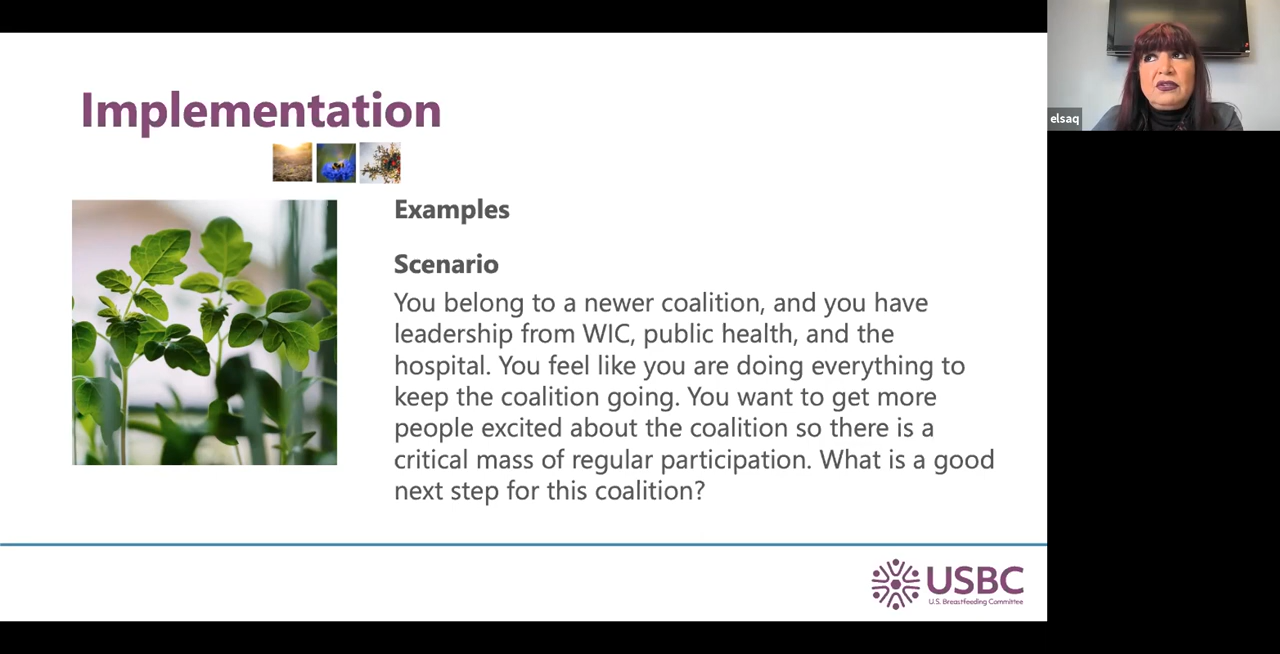 Implementation
elsaq
Examples
Scenario
You belong to a newer coalition, and you have
leadership from WIC, public health, and the
hospital. You feel like you are doing everything to
keep the coalition going. You want to get more
people excited about the coalition so there is a
critical mass of regular participation. What is a good
next step for this coalition?
USBC
U.S. Breastfeeding Committee